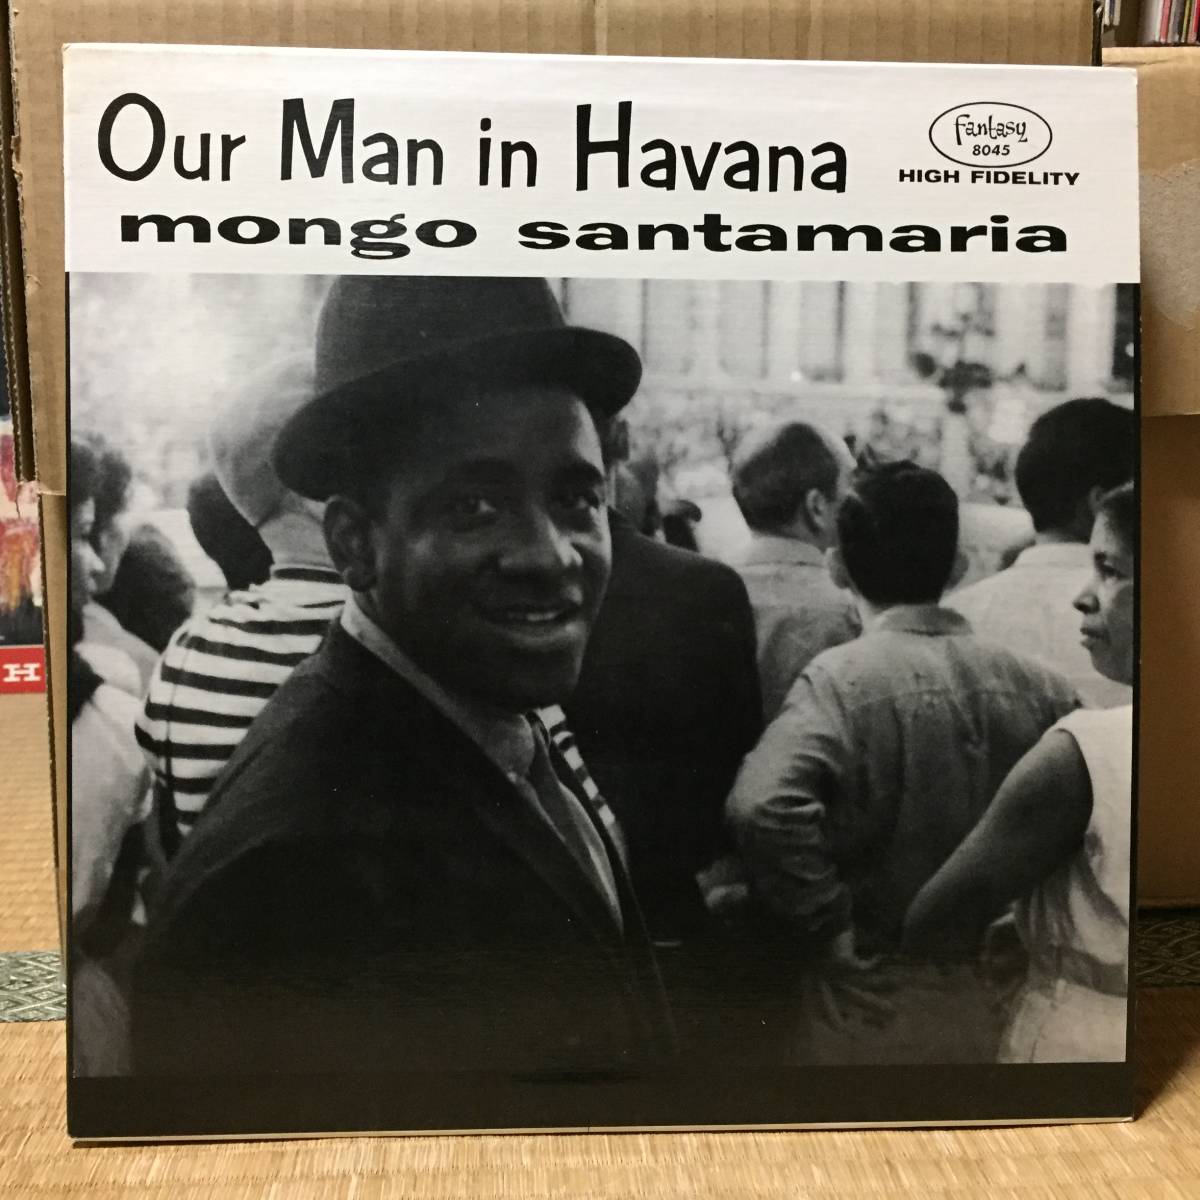 Our Man in Havana
fantasy
8045
HIGH FIDELITY
mongo santamaria
H